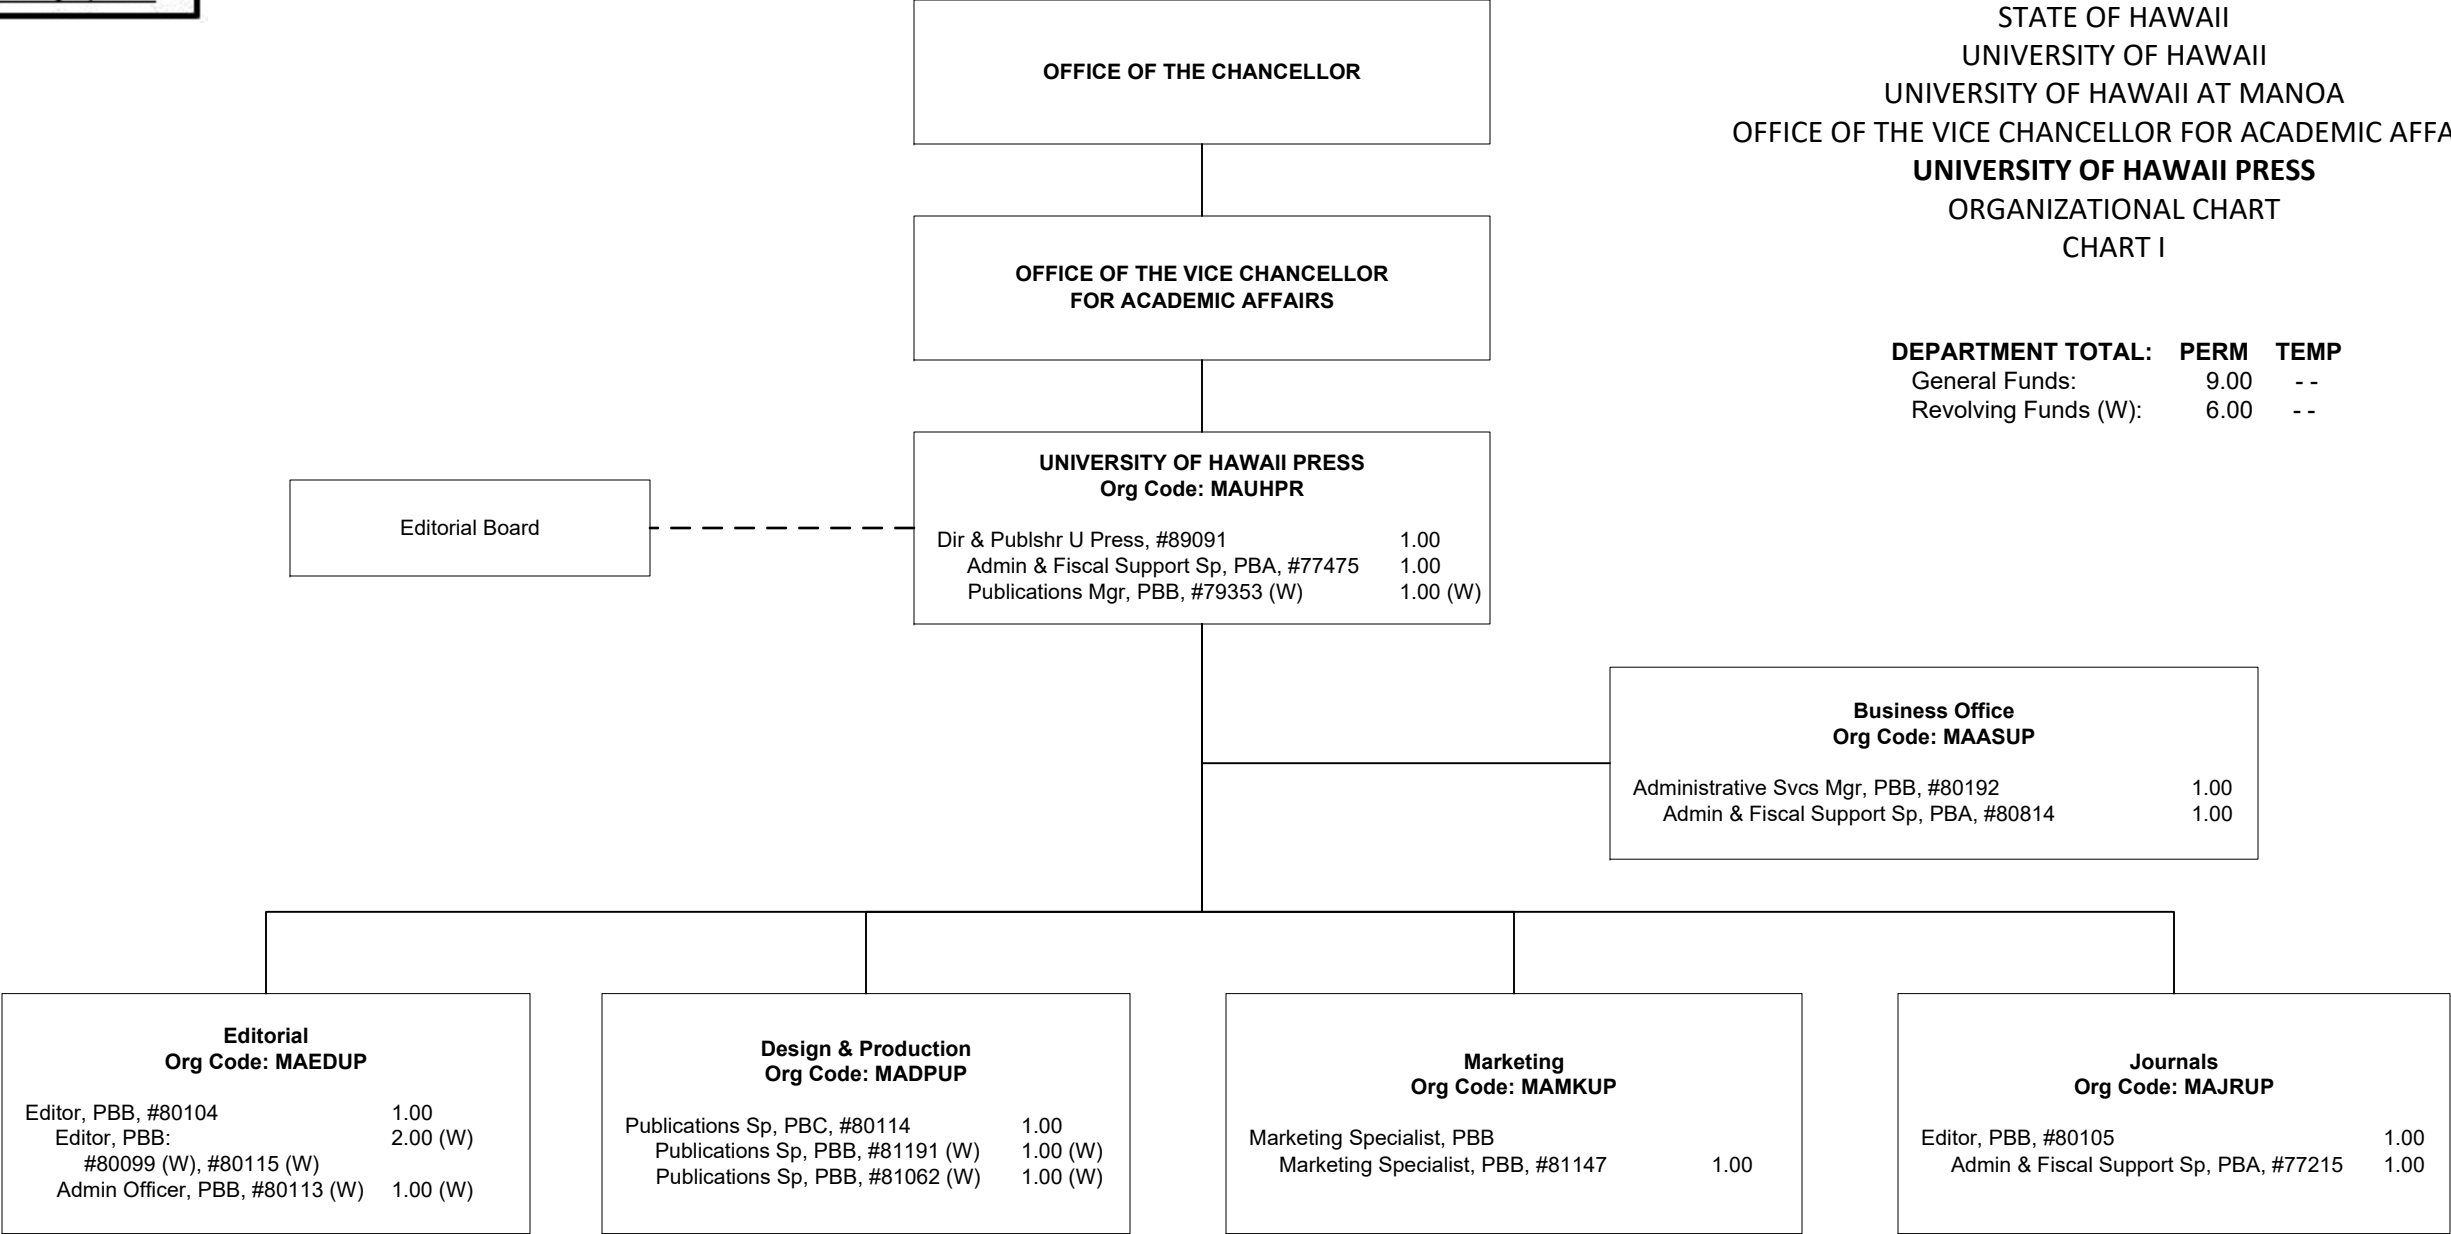 STATE OF HAWAII
UNIVERSITY OF HAWAII
UNIVERSITY OF HAWAII AT MANOA
OFFICE OF THE VICE CHANCELLOR FOR ACADEMIC AFFA
UNIVERSITY OF HAWAII PRESS
ORGANIZATIONAL CHART
CHART I
DEPARTMENT TOTAL: PERM TEMP
General Funds: 9.00 - -
Revolving Funds (W): 6.00 - -
OFFICE OF THE CHANCELLOR
OFFICE OF THE VICE CHANCELLOR
FOR ACADEMIC AFFAIRS
UNIVERSITY OF HAWAII PRESS
Org Code: MAUHPR
Dir & Publshr U Press, #89091 1.00
Admin & Fiscal Support Sp, PBA, #77475 1.00
Publications Mgr, PBB, #79353 (W) 1.00 (W)
Editorial Board
Business Office
Org Code: MAASUP
Administrative Svcs Mgr, PBB, #80192 1.00
Admin & Fiscal Support Sp, PBA, #80814 1.00
Editorial
Org Code: MAEDUP
Editor, PBB, #80104 1.00
Editor, PBB: 2.00 (W)
#80099 (W), #80115 (W)
Admin Officer, PBB, #80113 (W) 1.00 (W)
Design & Production
Org Code: MADPUP
Publications Sp, PBC, #80114 1.00
Publications Sp, PBB, #81191 (W) 1.00 (W)
Publications Sp, PBB, #81062 (W) 1.00 (W)
Marketing
Org Code: MAMKUP
Marketing Specialist, PBB
Marketing Specialist, PBB, #81147 1.00
Journals
Org Code: MAJRUP
Editor, PBB, #80105 1.00
Admin & Fiscal Support Sp, PBA, #77215 1.00